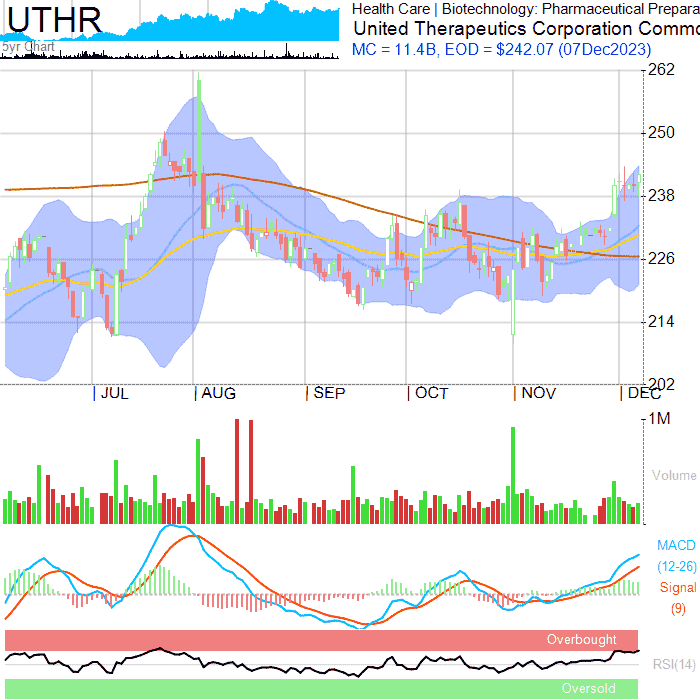 UTHR
5yr Chart
Health Care | Biotechnology: Pharmaceutical Prepara
United Therapeutics Corporation Commo
MC = 11.4B, EOD = $242.07 (07Dec2023)
262
250
238
226
214
202
JUL
AUG
SEP
OCT
NOV
DEC
1M
Volume
MACD
(12-26)
Signal
(9)
Overbought
RSI(14)
Oversold